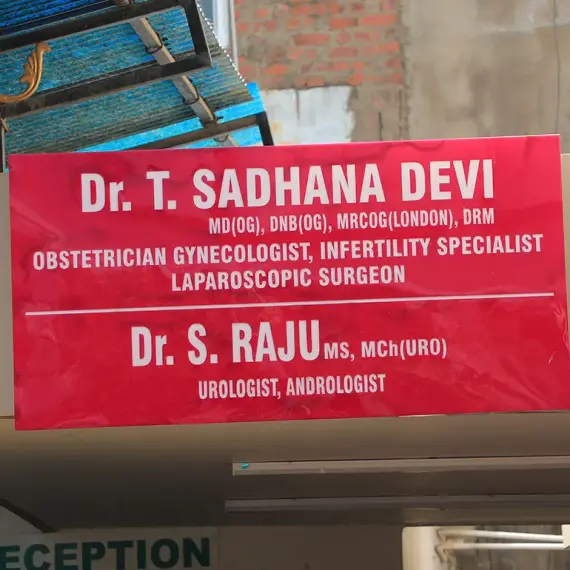 Dr. T. SADHANA DEVI
MD(OG), DNB(OG), MRCOG(LONDON), DRM
OBSTETRICIAN GYNECOLOGIST, INFERTILITY SPECIALIST
LAPAROSCOPIC SURGEON
Dr. S. RAJU MS, MCh(URO)
UROLOGIST, ANDROLOGIST
ECEPTION